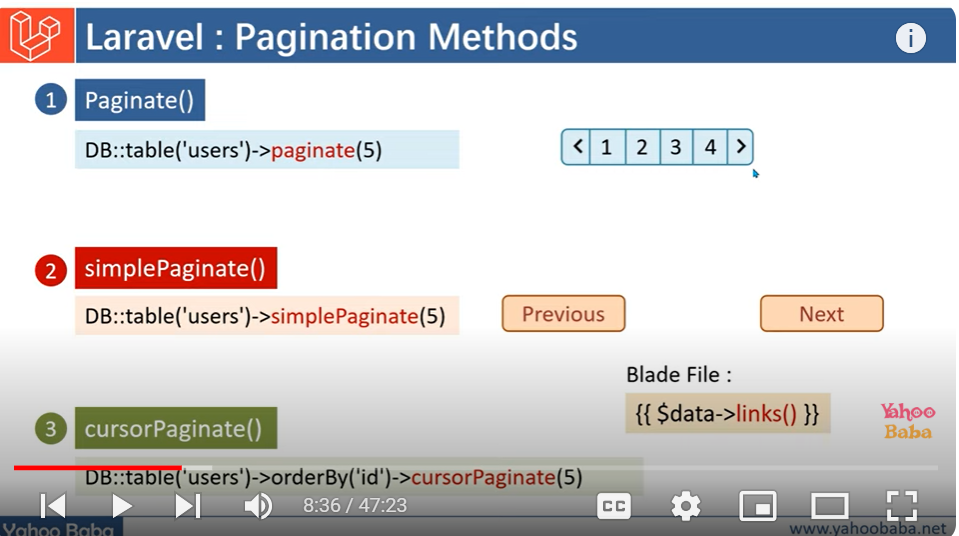 Laravel : Pagination Methods
i
1 Paginate()
DB::table('users')->paginate(5)
< 1 2 3 4 >
2 simplePaginate()
DB::table('users')->simplePaginate(5)
Previous
Next
Blade File :
{{ $data->links() }}
3 cursorPaginate()
Yahoo
Baba
DB::table('users')->orderBy('id')->cursorPaginate(5)
8:36 / 47:23
CC
Yahoo Baba
www.yahoobaba.net